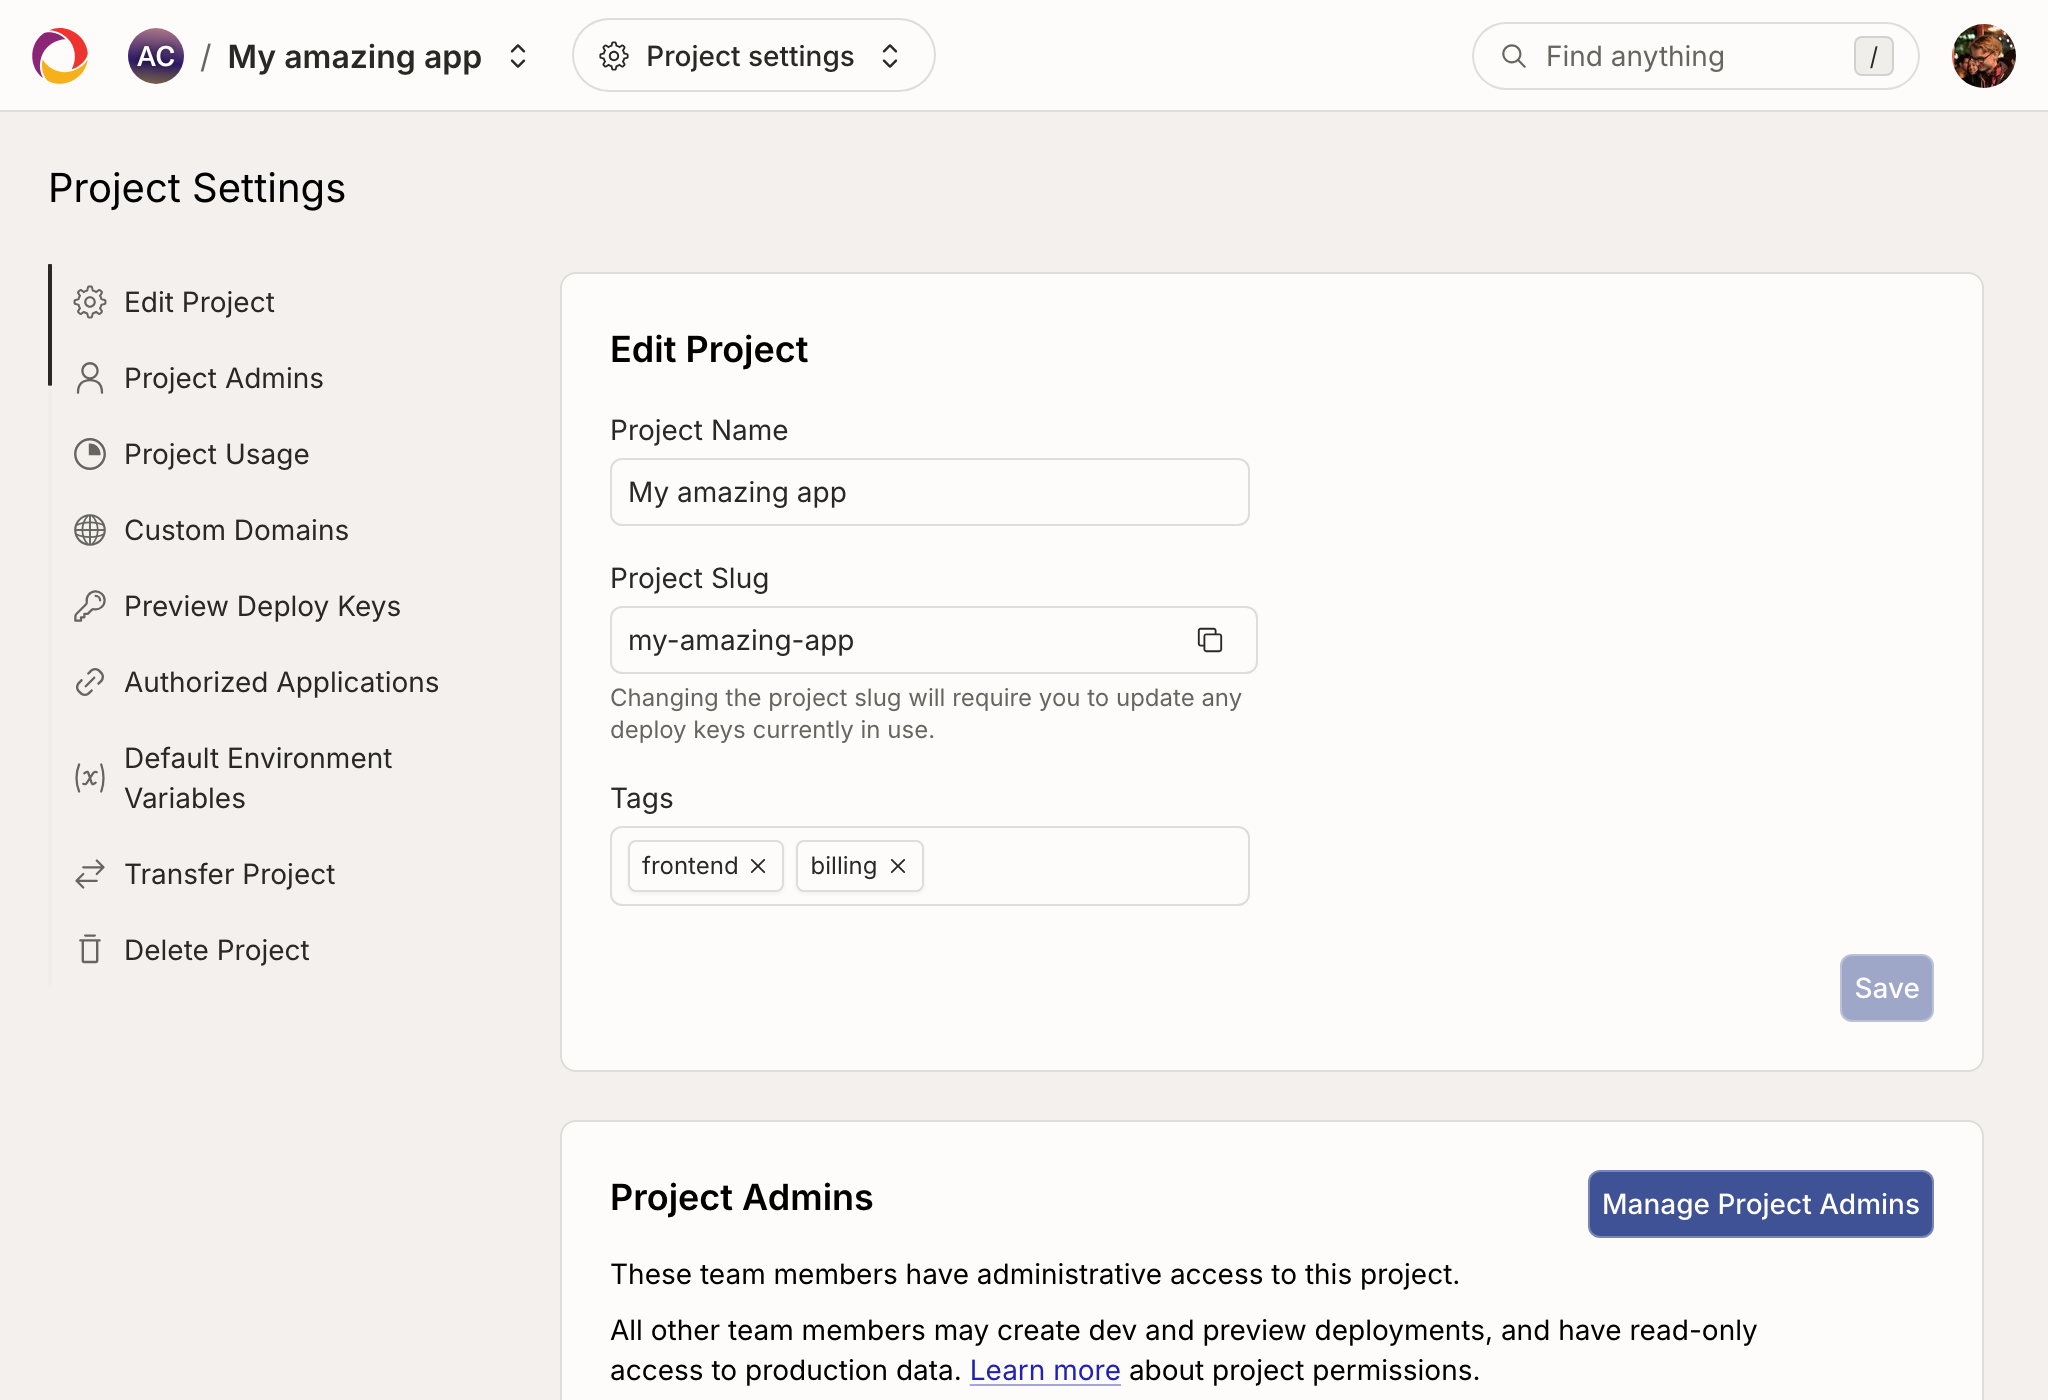 AC / My amazing app
Project settings
Find anything /
Project Settings
Edit Project
Project Admins
Project Usage
Custom Domains
Preview Deploy Keys
Authorized Applications
(x) Default Environment
Variables
Transfer Project
Delete Project
Edit Project
Project Name
My amazing app
Project Slug
my-amazing-app
Changing the project slug will require you to update any
deploy keys currently in use.
Tags
frontend
billing
Save
Project Admins
Manage Project Admins
These team members have administrative access to this project.
All other team members may create dev and preview deployments, and have read-only
access to production data. Learn more about project permissions.